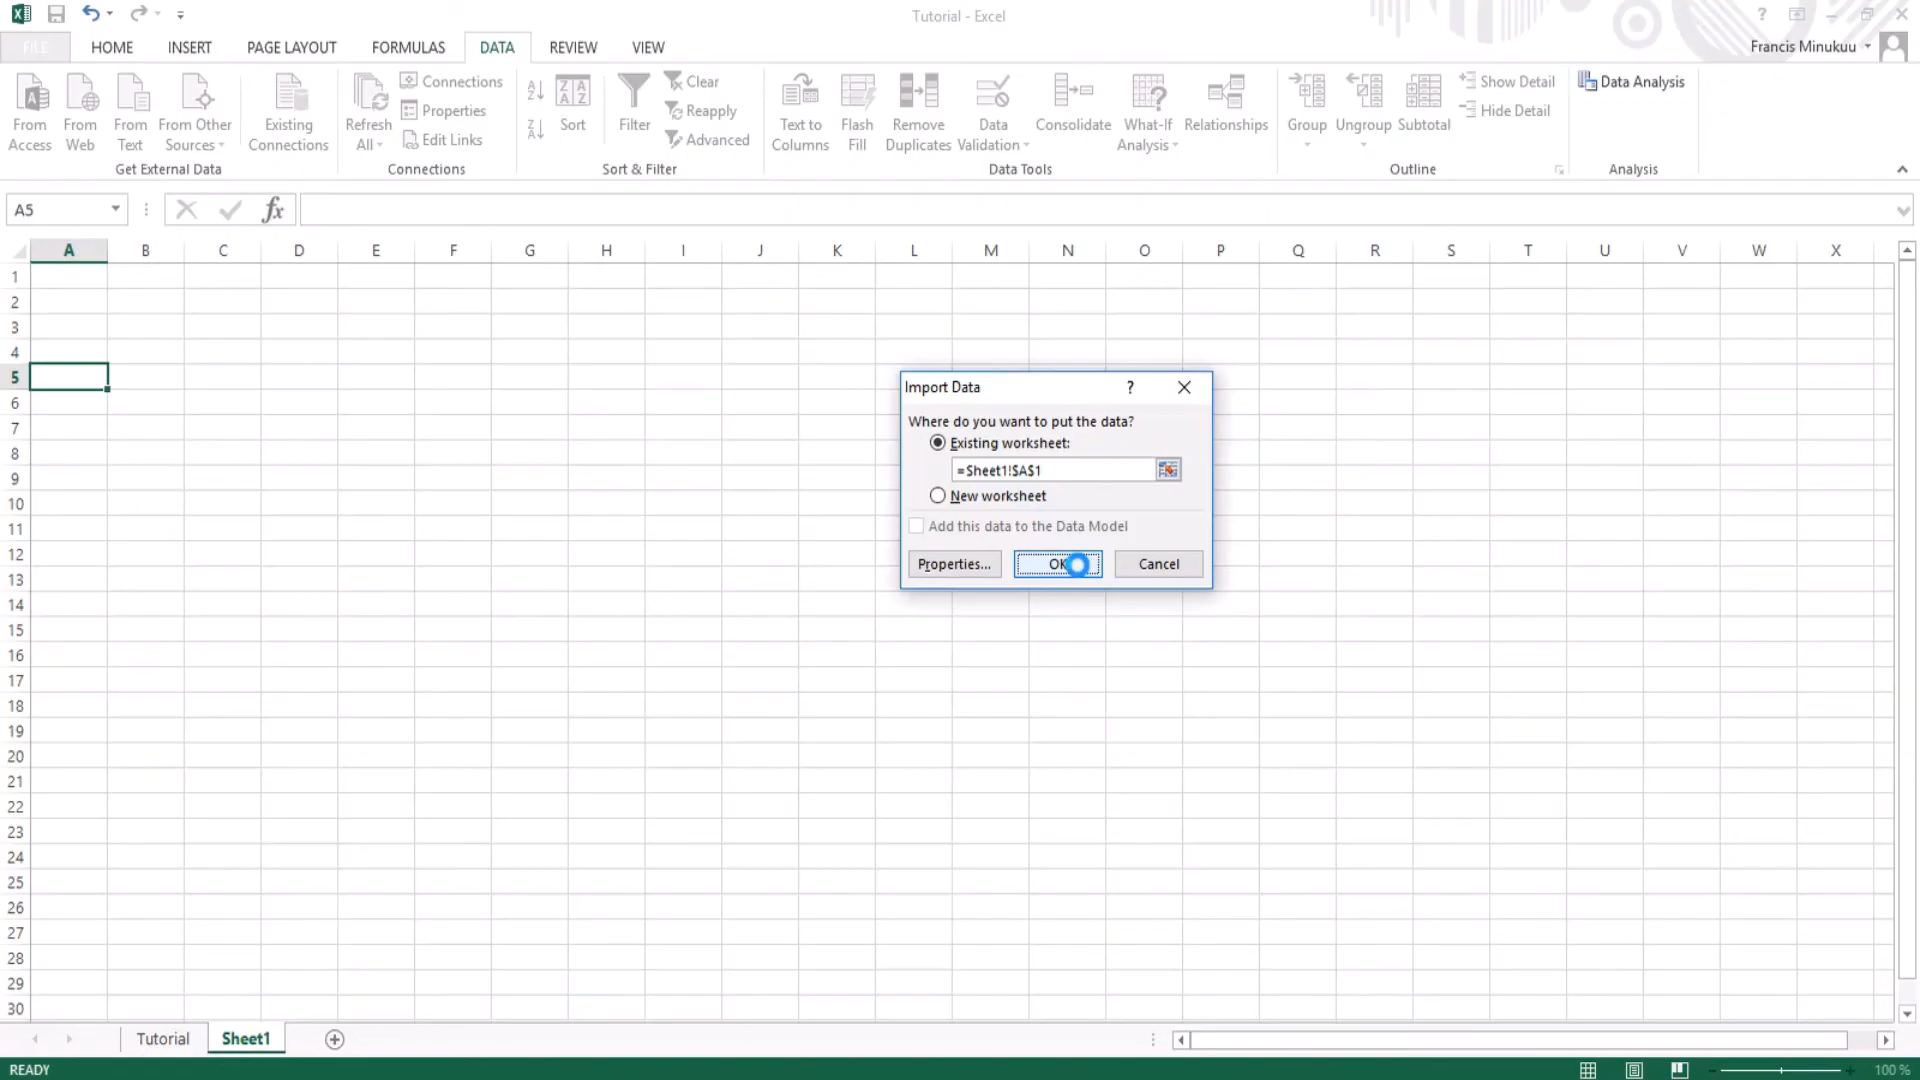 Tutorial - Excel
FILE HOME INSERT PAGE LAYOUT FORMULAS DATA REVIEW VIEW Francis Minukuu
From Access
From Web
From Text
From Other Sources
Existing Connections
Get External Data
Refresh All
Connections
Properties
Edit Links
Connections
Sort
Filter
Clear
Reapply
Advanced
Sort & Filter
Text to Columns
Flash Fill
Remove Duplicates
Data Validation
Consolidate
What-If Analysis
Relationships
Data Tools
Group
Ungroup
Subtotal
Show Detail
Hide Detail
Outline
Data Analysis
Analysis
A5
fx
A B C D E F G H I J K L M N O P Q R S T U V W X
1
2
3
4
5
6
7
8
9
10
11
12
13
14
15
16
17
18
19
20
21
22
23
24
25
26
27
28
29
30
Import Data ?
Where do you want to put the data?
Existing worksheet:
=Sheet1!$A$1
New worksheet
Add this data to the Data Model
Properties... OK Cancel
Tutorial Sheet1
READY 100 %